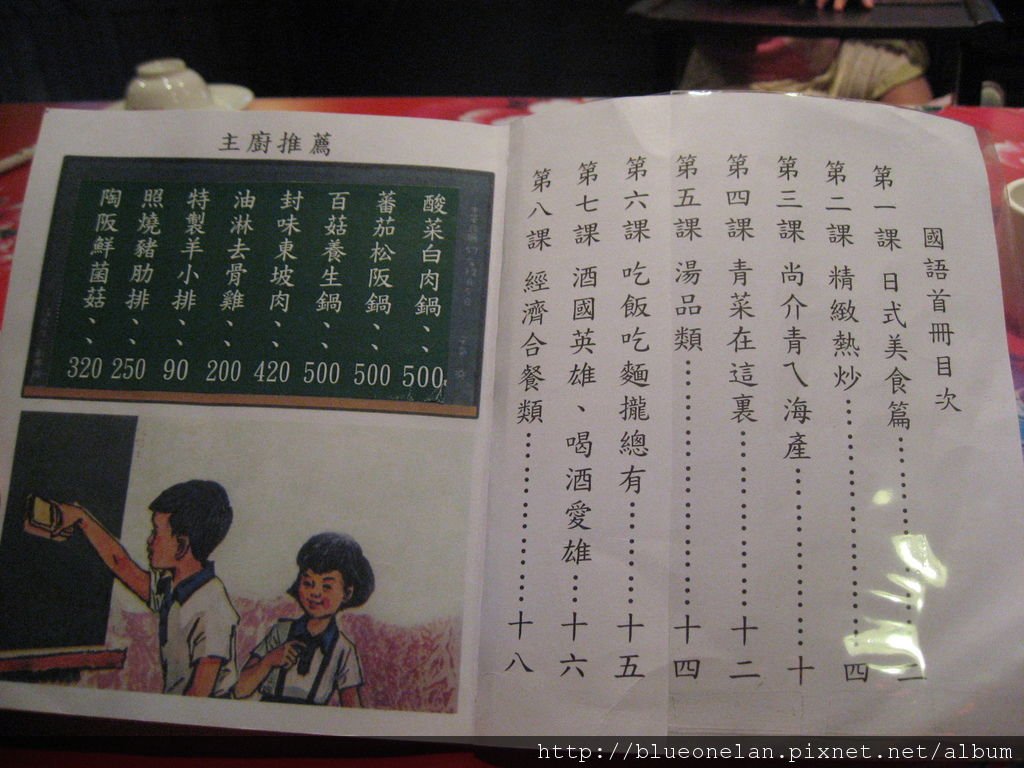 國語首冊目次
第一課 日式美食篇……………二
第二課 精緻熱炒……………四
第三課 尚介青ㄟ海產……………十
第四課 青菜在這裏……………十二
第五課 湯品類……………十四
第六課 吃飯吃麵攏總有……………十五
第七課 酒國英雄、喝酒愛雄……………十六
第八課 經濟合餐類……………十八
主廚推薦
酸菜白肉鍋、、500
蕃茄松阪鍋、、500
百菇養生鍋、、500
封味東坡肉、、420
油淋去骨雞、、200
特製羊小排、、90
照燒豬肋排、、250
陶阪鮮菌菇、、320
http://blueonelan.pixnet.net/album